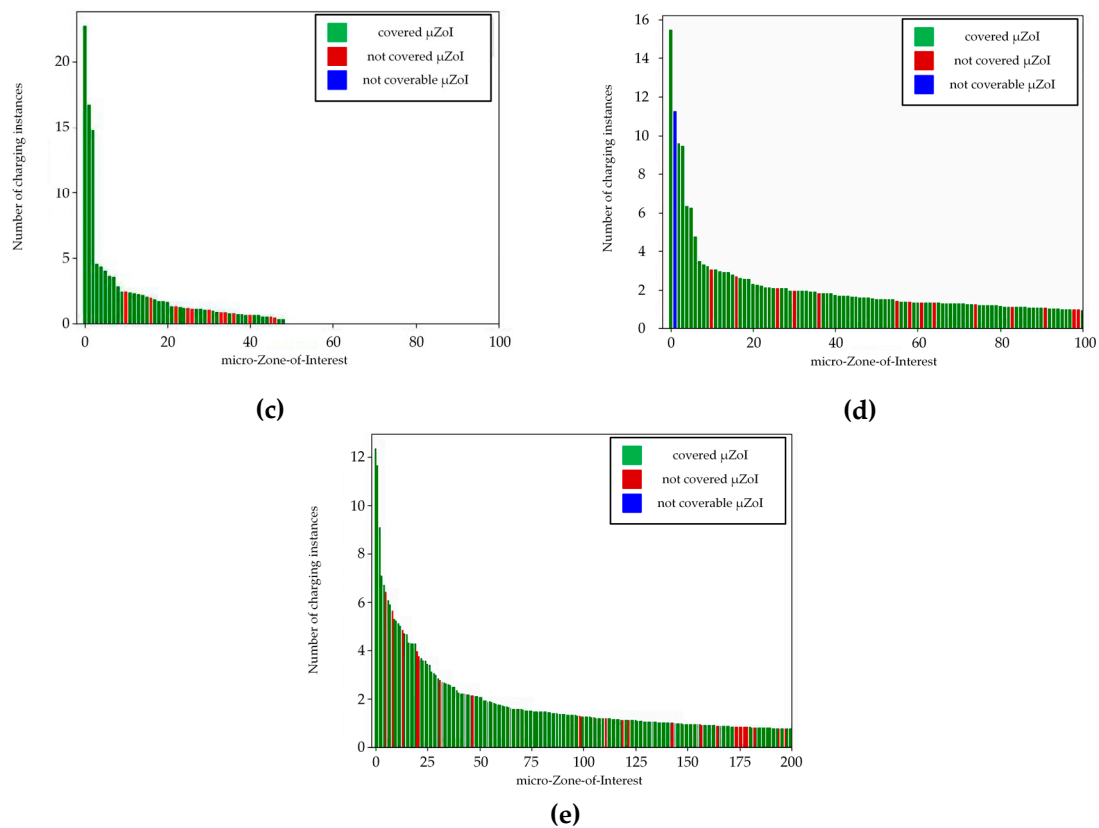 covered µZoI
not covered µZoI
not coverable µZoI
Number of charging instances
20
15
10
5
0
0 20 40 60 80 100
micro-Zone-of-Interest
(c)
covered µZoI
not covered µZoI
not coverable µZoI
Number of charging instances
16
14
12
10
8
6
4
2
0
0 20 40 60 80 100
micro-Zone-of-Interest
(d)
covered µZoI
not covered µZoI
not coverable µZoI
Number of charging instances
12
10
8
6
4
2
0
0 25 50 75 100 125 150 175 200
micro-Zone-of-Interest
(e)